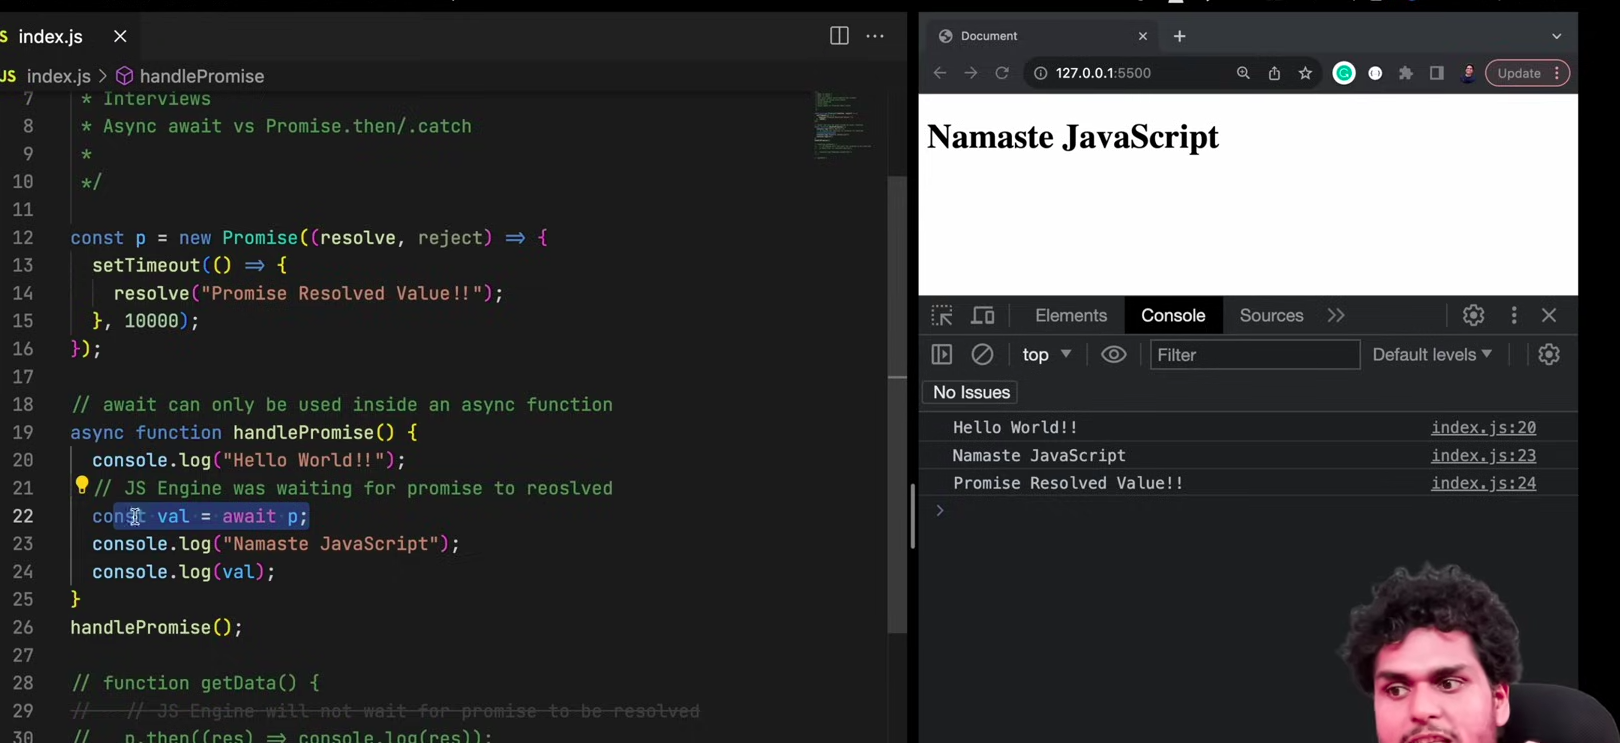 index.js
index.js > handlePromise
7 * Interviews
8 * Async await vs Promise.then/.catch
9 *
10 */
11
12 const p = new Promise((resolve, reject) => {
13 setTimeout(() => {
14 resolve("Promise Resolved Value!!");
15 }, 10000);
16 });
17
18 // await can only be used inside an async function
19 async function handlePromise() {
20 console.log("Hello World!!");
21 // JS Engine was waiting for promise to reoslved
22 const val = await p;
23 console.log("Namaste JavaScript");
24 console.log(val);
25 }
26 handlePromise();
27
28 // function getData() {
29 // // JS Engine will not wait for promise to be resolved
30 // p.then((res) => console.log(res));
Document
127.0.0.1:5500
Update
Namaste JavaScript
Elements Console Sources
top Filter Default levels
No Issues
Hello World!! index.js:20
Namaste JavaScript index.js:23
Promise Resolved Value!! index.js:24